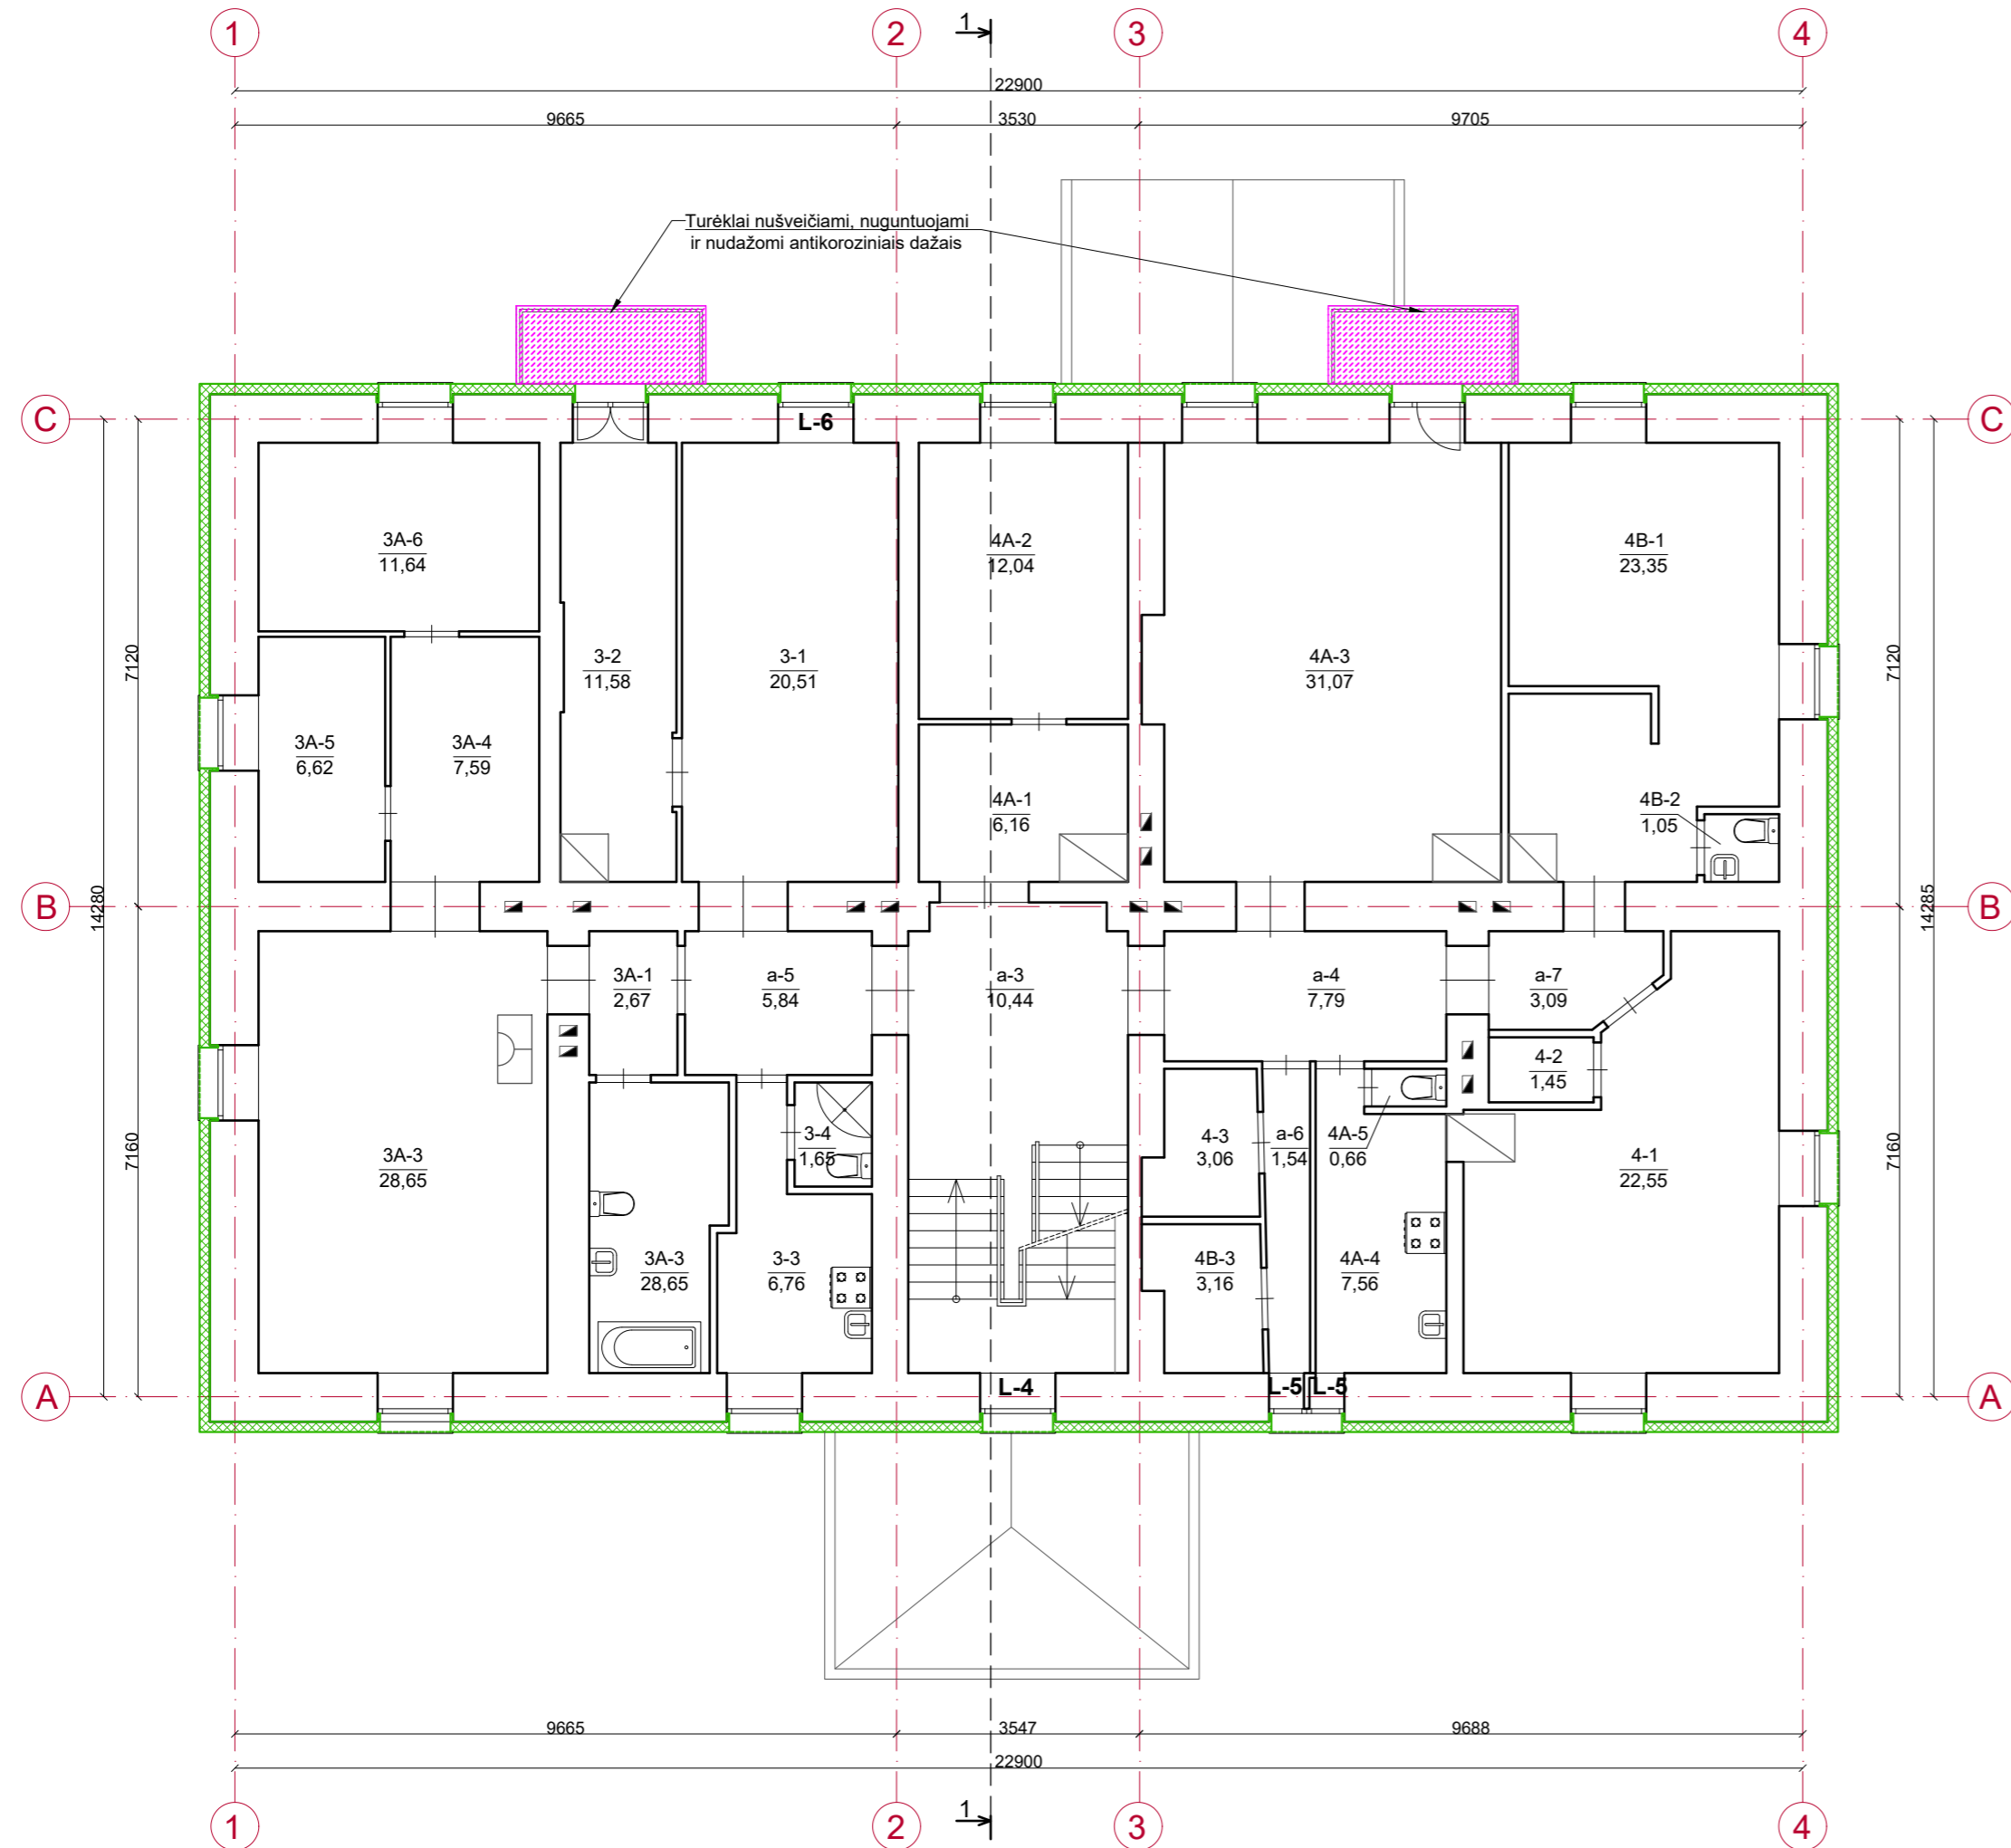 1
2
1
3
4
22900
9665
3530
9705
Turėklai nušveičiami, nuguntuojami
ir nudažomi antikoroziniais dažais
C
L-6
C
3A-6
11,64
4A-2
12,04
4B-1
23,35
7120
3-2
11,58
3-1
20,51
4A-3
31,07
7120
3A-5
6,62
3A-4
7,59
4A-1
6,16
4B-2
1,05
14280
B
14285
B
3A-1
2,67
a-5
5,84
a-3
10,44
a-4
7,79
a-7
3,09
4-2
1,45
7160
3A-3
28,65
3-4
1,65
4-3
3,06
a-6
1,54
4A-5
0,66
4-1
22,55
7160
3A-3
28,65
3-3
6,76
4B-3
3,16
4A-4
7,56
A
L-4
L-5
L-5
A
9665
3547
9688
22900
1
1
2
3
4